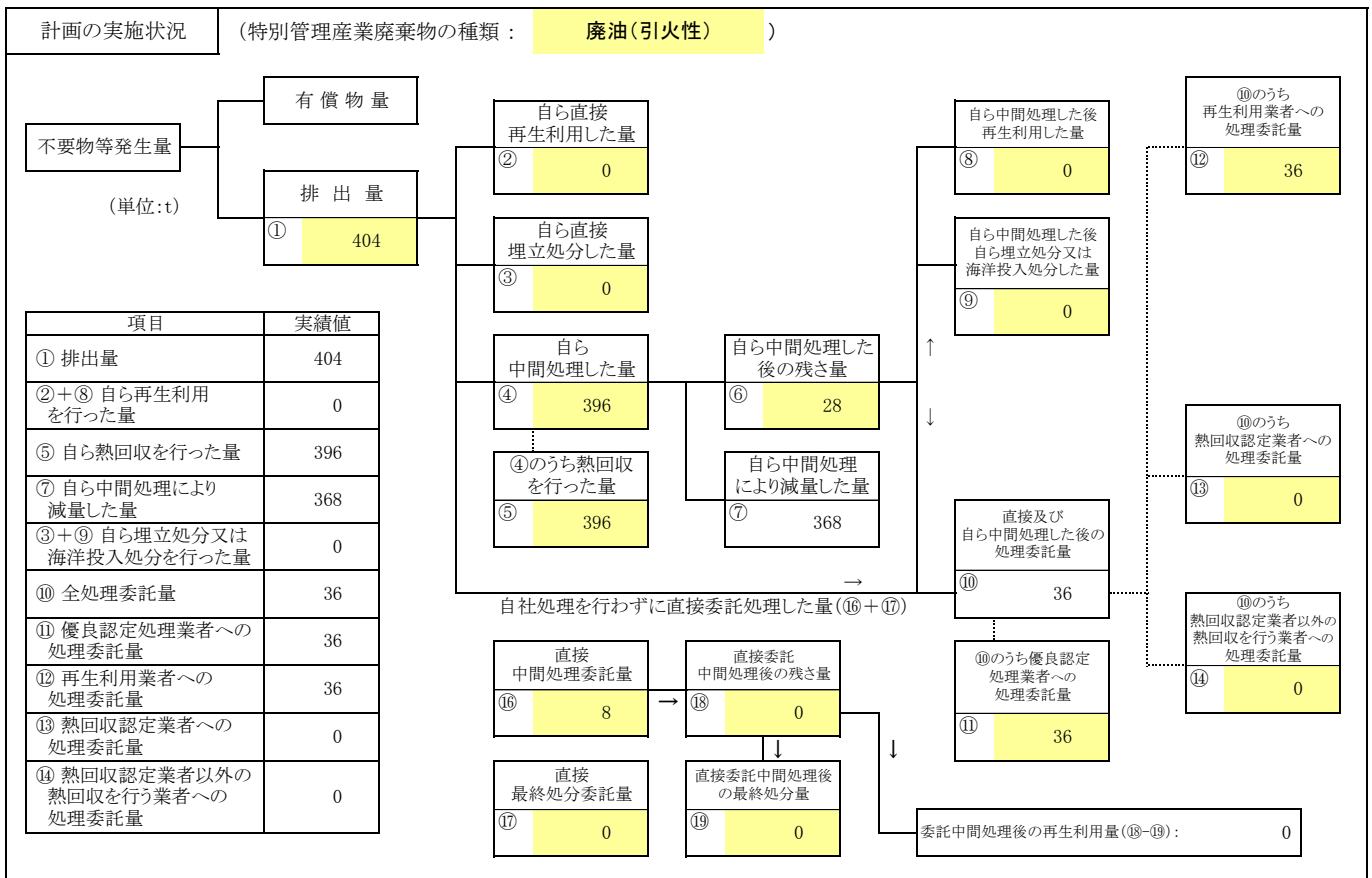 計画の実施状況
(特別管理産業廃棄物の種類： 廃油(引火性) )
不要物等発生量
(単位:t)
有 償 物 量
排 出 量
① 404
自ら直接
再生利用した量
② 0
自ら直接
埋立処分した量
③ 0
自ら
中間処理した量
④ 396
④のうち熱回収
を行った量
⑤ 396
自ら中間処理した
後の残さ量
⑥ 28
自ら中間処理
により減量した量
⑦ 368
自ら中間処理した後
再生利用した量
⑧ 0
自ら中間処理した後
自ら埋立処分又は
海洋投入処分した量
⑨ 0
↑
↓
直接及び
自ら中間処理した後の
処理委託量
⑩ 36
⑩のうち優良認定
処理業者への
処理委託量
⑪ 36
⑩のうち
再生利用業者への
処理委託量
⑫ 36
⑩のうち
熱回収認定業者への
処理委託量
⑬ 0
⑩のうち
熱回収認定業者以外の
熱回収を行う業者への
処理委託量
⑭ 0
→
自社処理を行わずに直接委託処理した量(⑯＋⑰)
直接
中間処理委託量
⑯ 8
→
直接委託
中間処理後の残さ量
⑱ 0
↓
↓
直接
最終処分委託量
⑰ 0
直接委託中間処理後
の最終処分量
⑲ 0
委託中間処理後の再生利用量(⑱-⑲)： 0
項目 実績値
① 排出量 404
②＋⑧ 自ら再生利用
を行った量 0
⑤ 自ら熱回収を行った量 396
⑦ 自ら中間処理により
減量した量 368
③＋⑨ 自ら埋立処分又は
海洋投入処分を行った量 0
⑩ 全処理委託量 36
⑪ 優良認定処理業者への
処理委託量 36
⑫ 再生利用業者への
処理委託量 36
⑬ 熱回収認定業者への
処理委託量 0
⑭ 熱回収認定業者以外の
熱回収を行う業者への
処理委託量 0